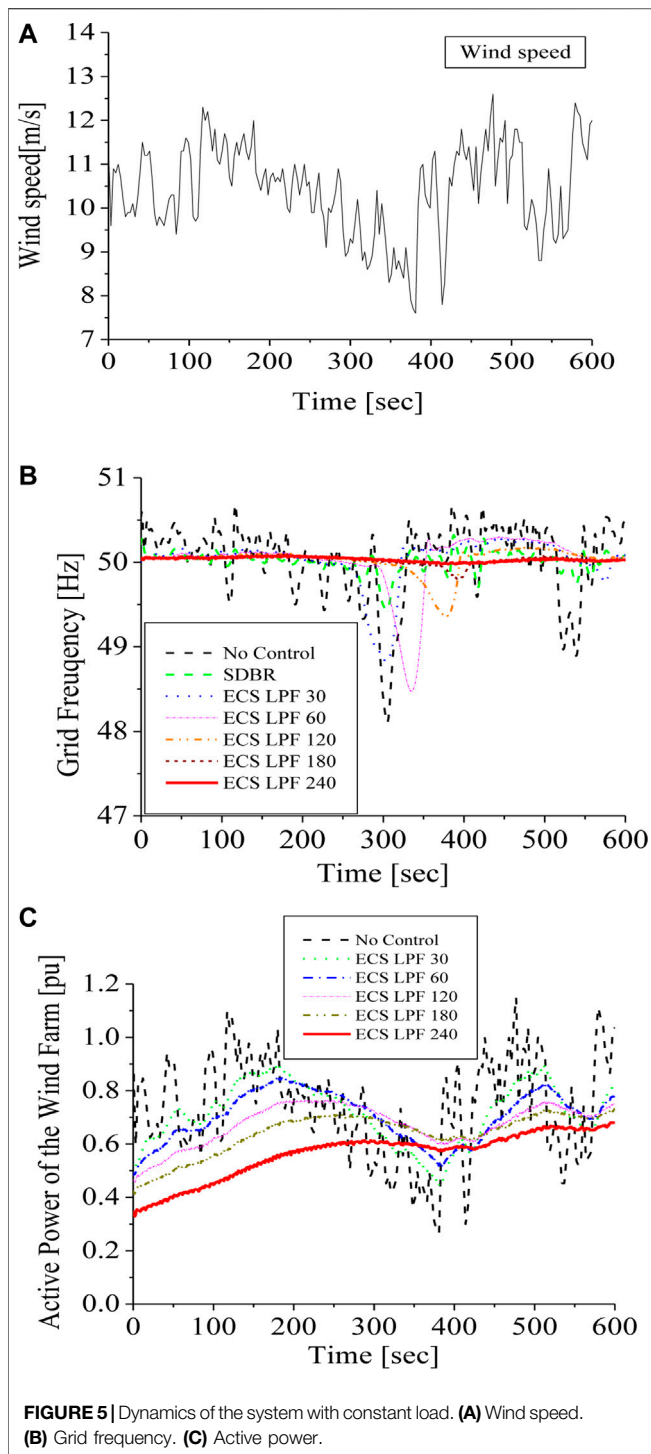 A
Wind speed
14
13
12
11
10
9
8
7
Wind speed[m/s]
0 100 200 300 400 500 600
Time [sec]
B
51
50
49
48
47
Grid Freuqency [Hz]
No Control
SDBR
ECS LPF 30
ECS LPF 60
ECS LPF 120
ECS LPF 180
ECS LPF 240
0 100 200 300 400 500 600
Time [sec]
C
No Control
ECS LPF 30
ECS LPF 60
ECS LPF 120
ECS LPF 180
ECS LPF 240
1.2
1.0
0.8
0.6
0.4
0.2
0.0
Active Power of the Wind Farm [pu]
0 100 200 300 400 500 600
Time [sec]
FIGURE 5 | Dynamics of the system with constant load. (A) Wind speed.
(B) Grid frequency. (C) Active power.